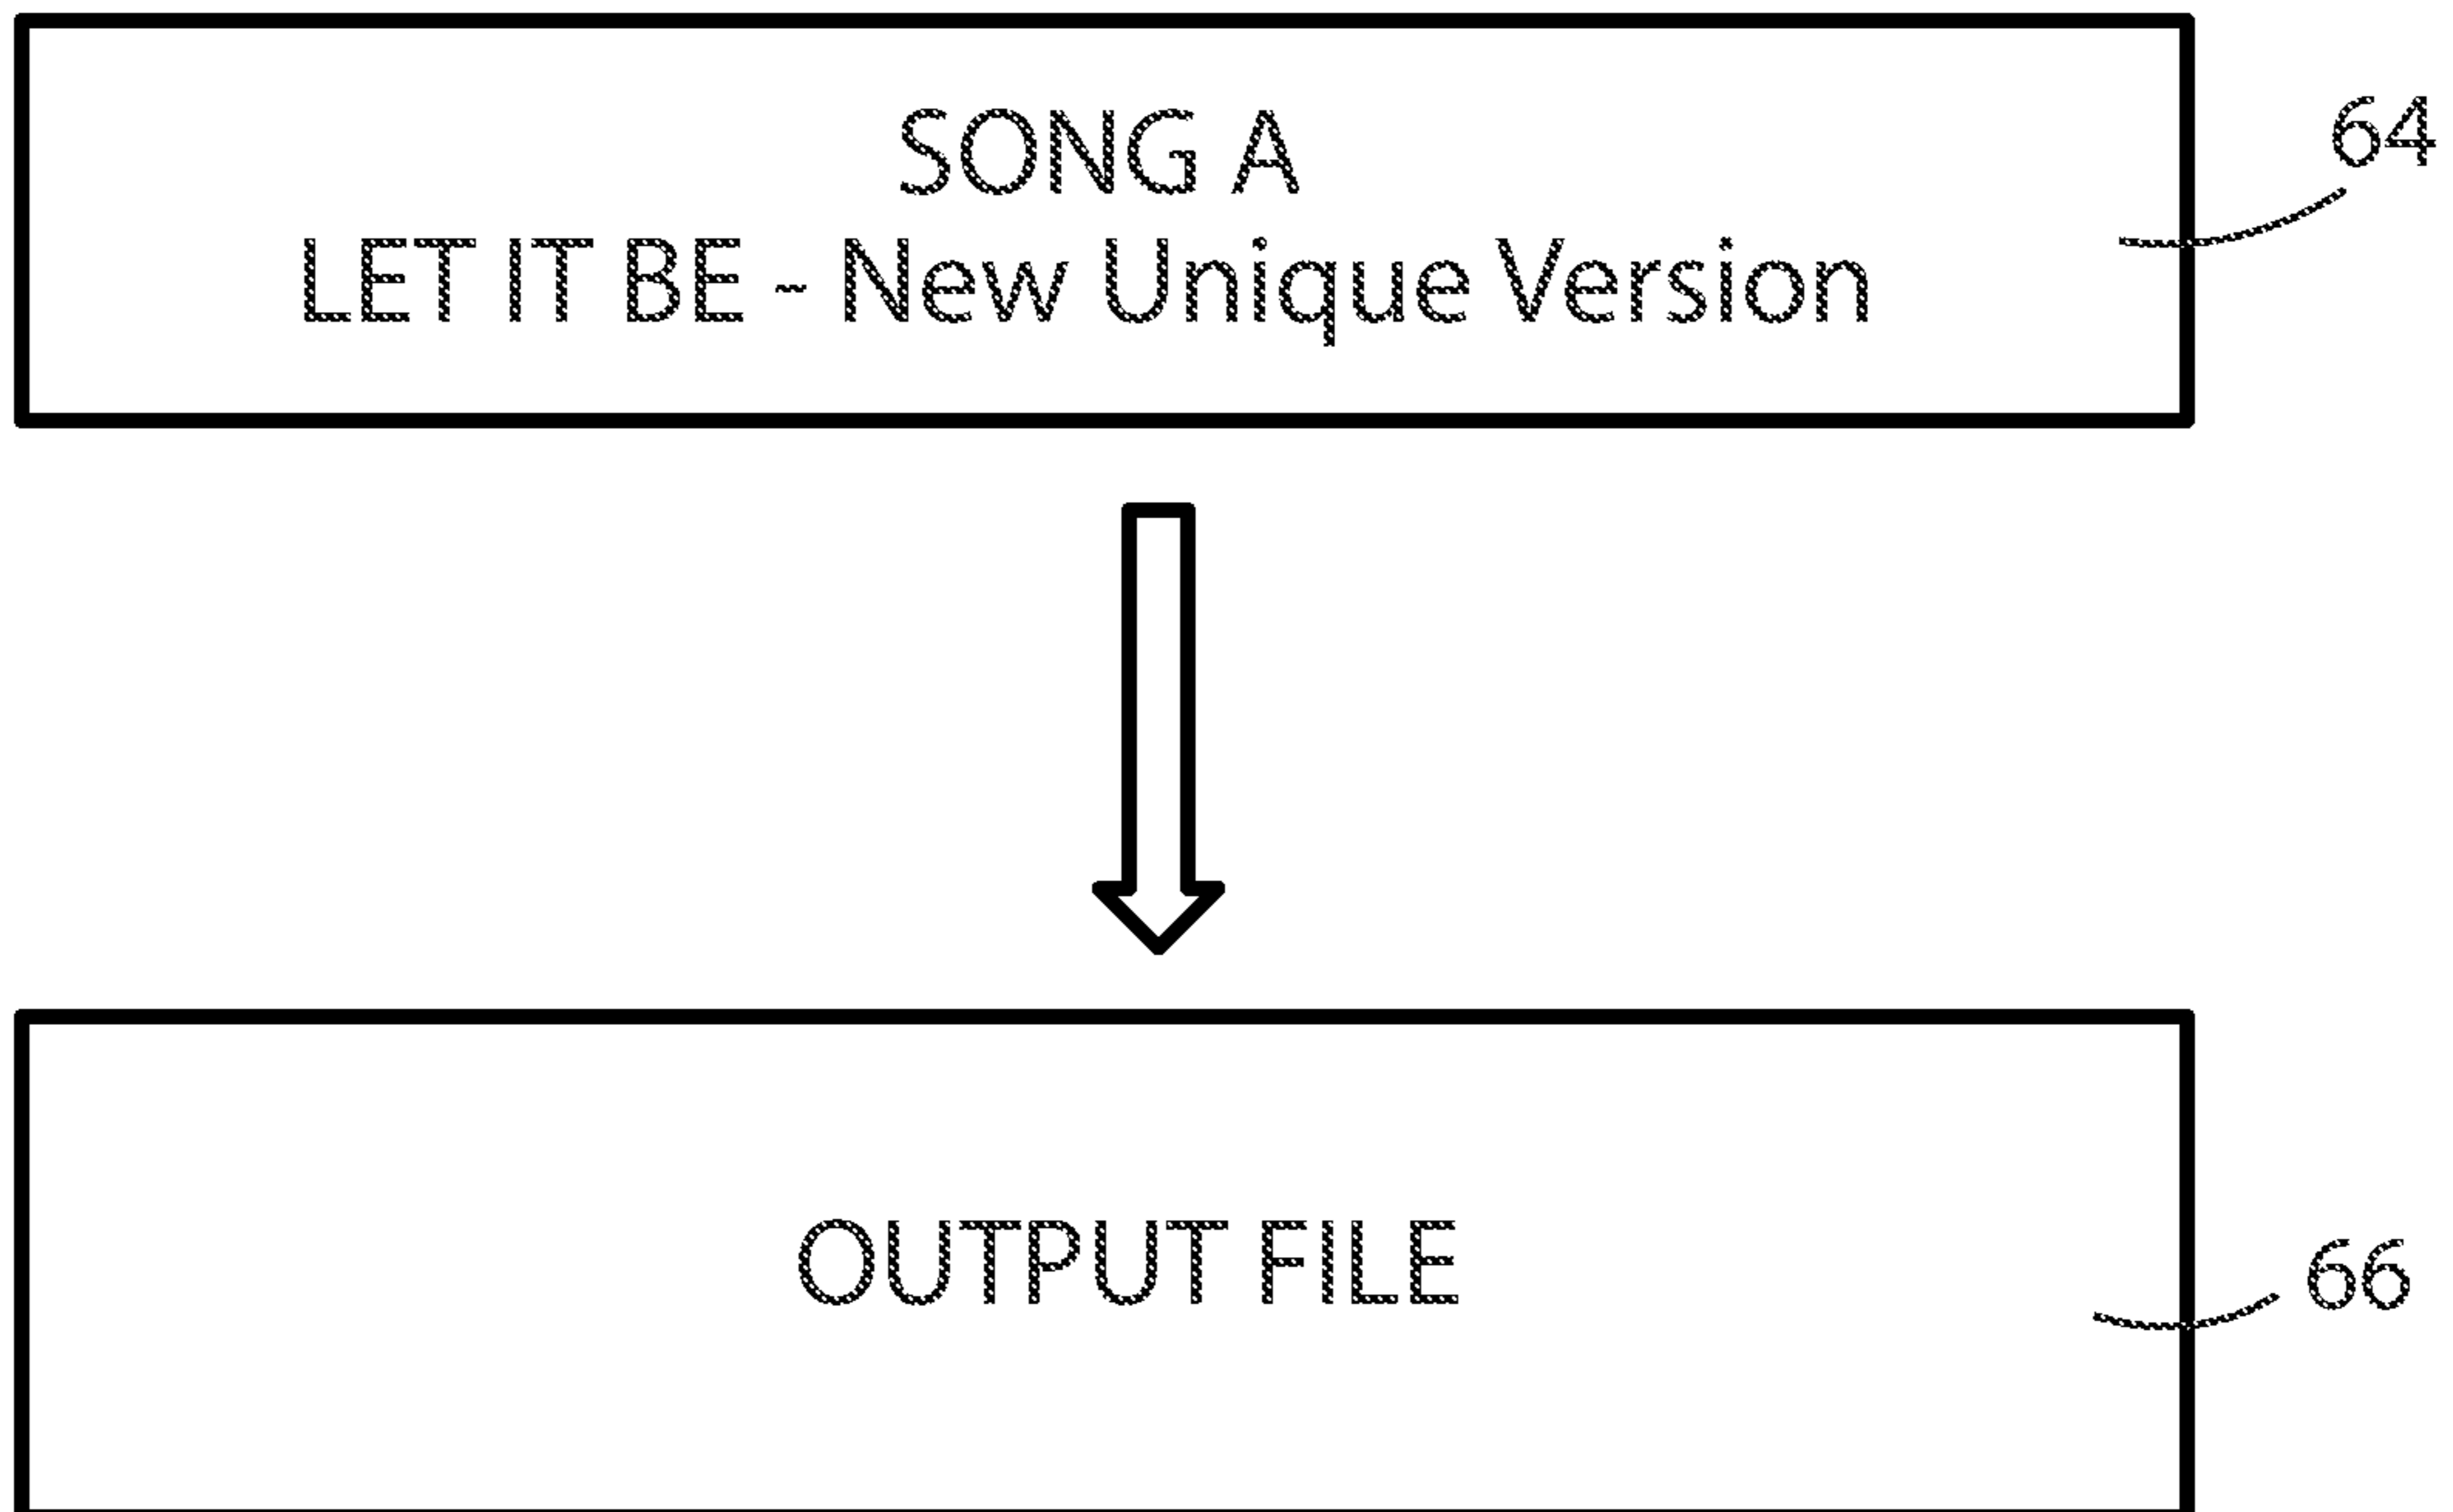 SONG A
64
LET IT BE - New Unique Version
OUTPUT FILE
66